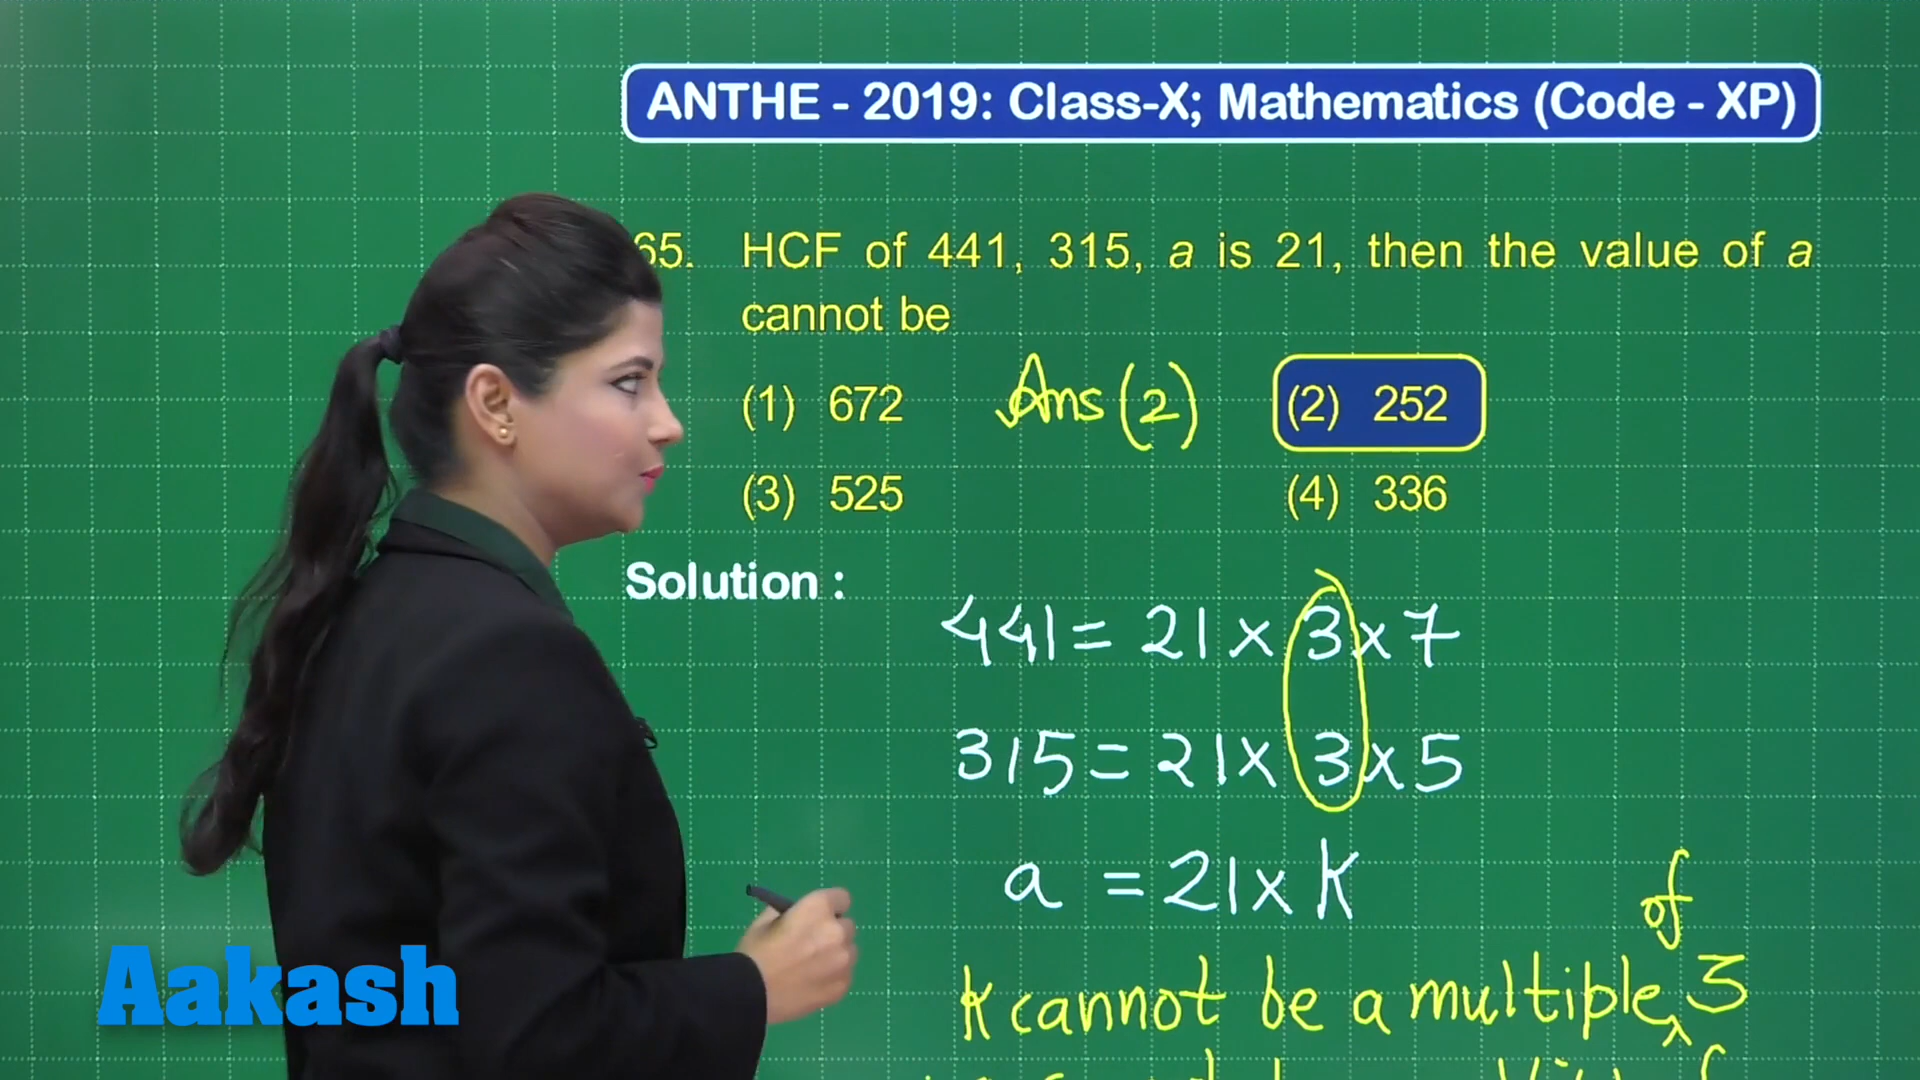 ANTHE - 2019: Class-X; Mathematics (Code - XP)
65. HCF of 441, 315, a is 21, then the value of a
cannot be
(1) 672 Ans (2) (2) 252
(3) 525 (4) 336
Solution :
441 = 21 x 3 x 7
315 = 21 x 3 x 5
a = 21 x K
of
K cannot be a multiple 3
Aakash